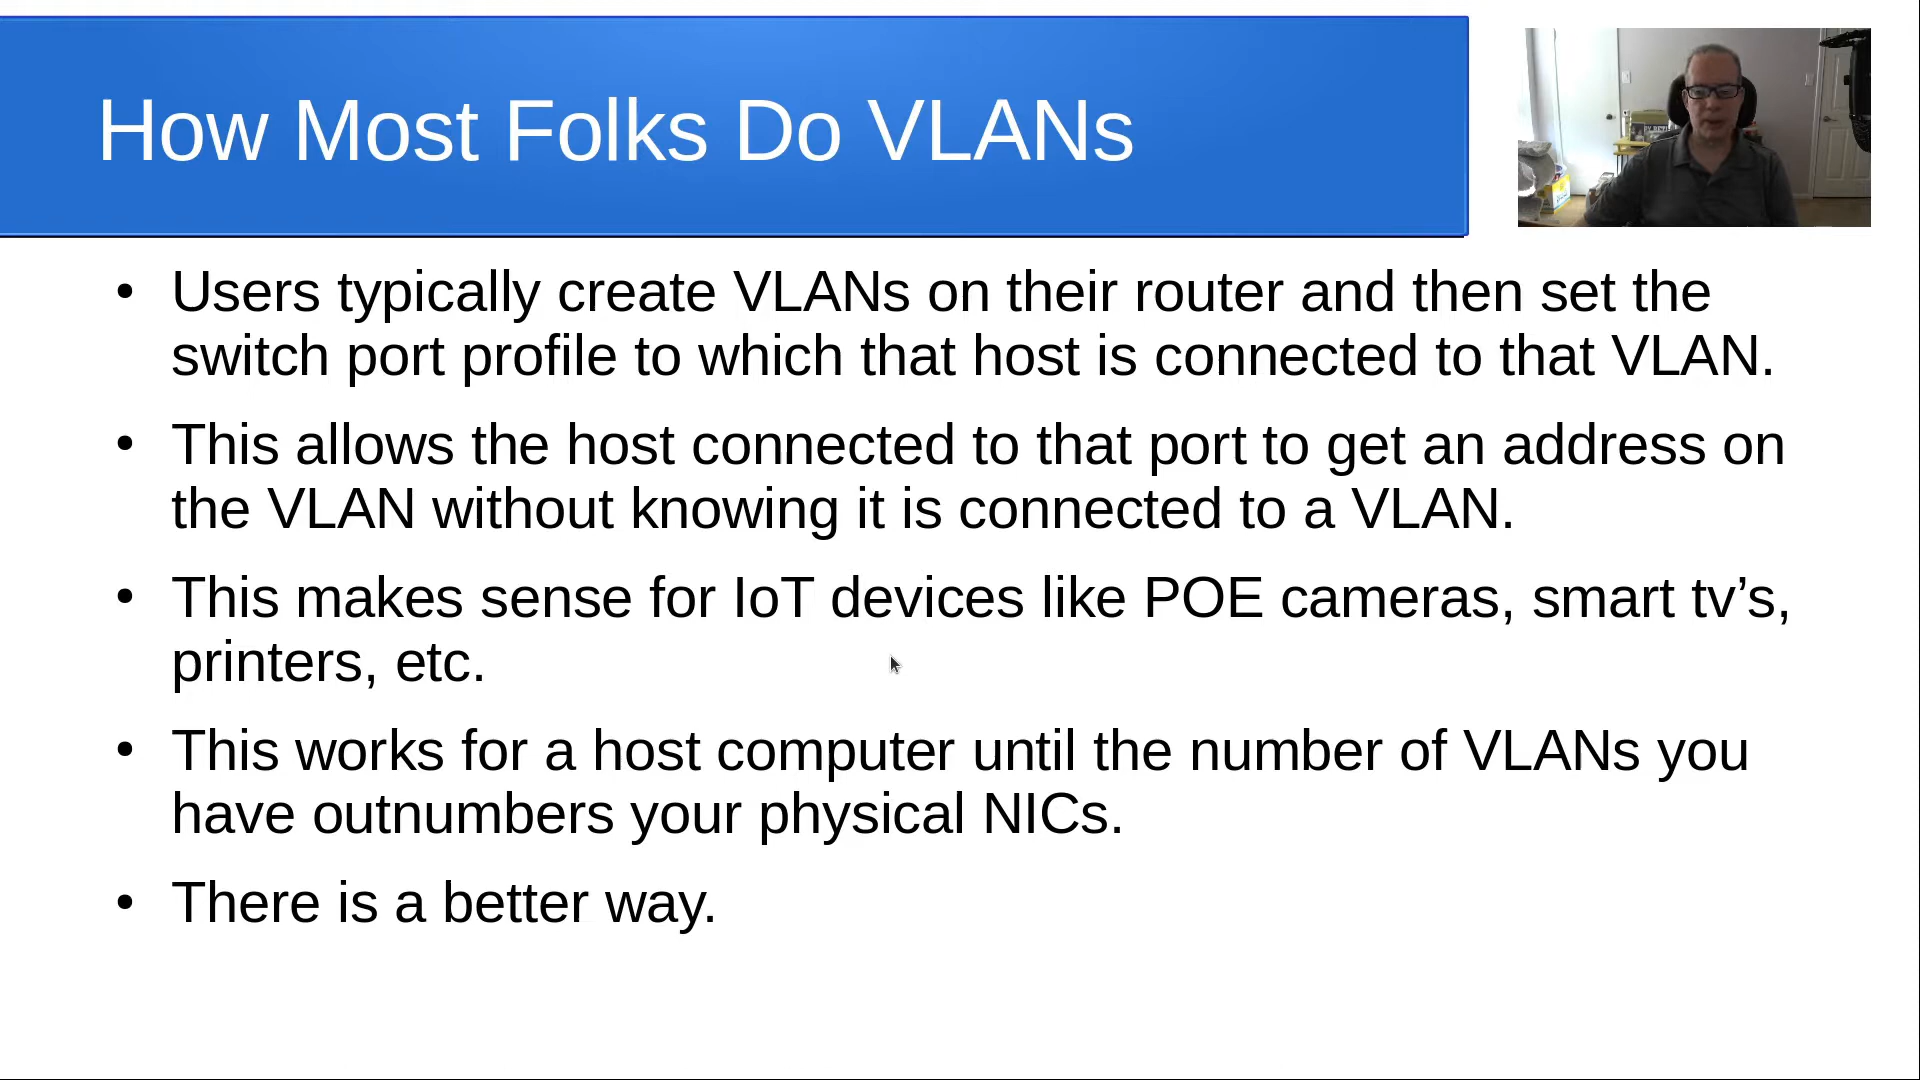 How Most Folks Do VLANs
• Users typically create VLANs on their router and then set the
switch port profile to which that host is connected to that VLAN.
• This allows the host connected to that port to get an address on
the VLAN without knowing it is connected to a VLAN.
• This makes sense for IoT devices like POE cameras, smart tv’s,
printers, etc.
• This works for a host computer until the number of VLANs you
have outnumbers your physical NICs.
• There is a better way.